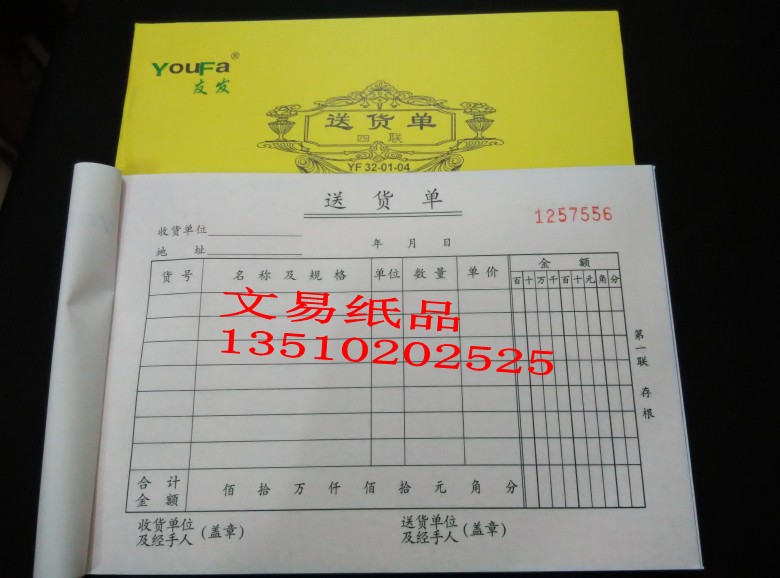 YouFa®
友发
送货单
四联
YF 32-01-04
送 货 单
1257556
收货单位
地 址
年 月 日
货号 名称及规格 单位 数量 单价 金额
百 十 万 千 百 十 元 角 分
文易纸品
13510202525
第一联 存根
合计金额 佰 拾 万 仟 佰 拾 元 角 分
收货单位及经手人 (盖章) 送货单位及经手人 (盖章)